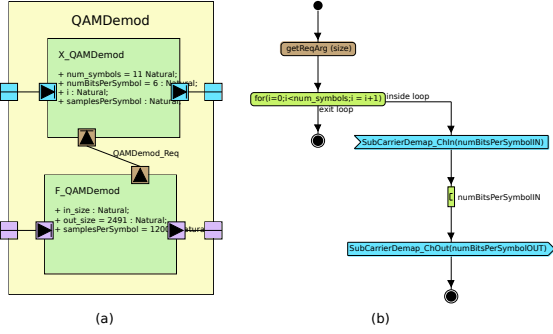 QAMDemod
X_QAMDemod
+ num_symbols = 11 Natural;
+ numBitsPerSymbol = 6 : Natural;
+ i : Natural;
+ samplesPerSymbol : Natural;
QAMDemod_Req
F_QAMDemod
+ in_size : Natural;
+ out_size = 2491 : Natural;
+ samplesPerSymbol = 1200 Natural
(a)
getReqArg (size)
for(i=0;i<num_symbols;i = i+1)
inside loop
exit loop
SubCarrierDemap_ChIn(numBitsPerSymbolIN)
numBitsPerSymbolIN
SubCarrierDemap_ChOut(numBitsPerSymbolOUT)
(b)